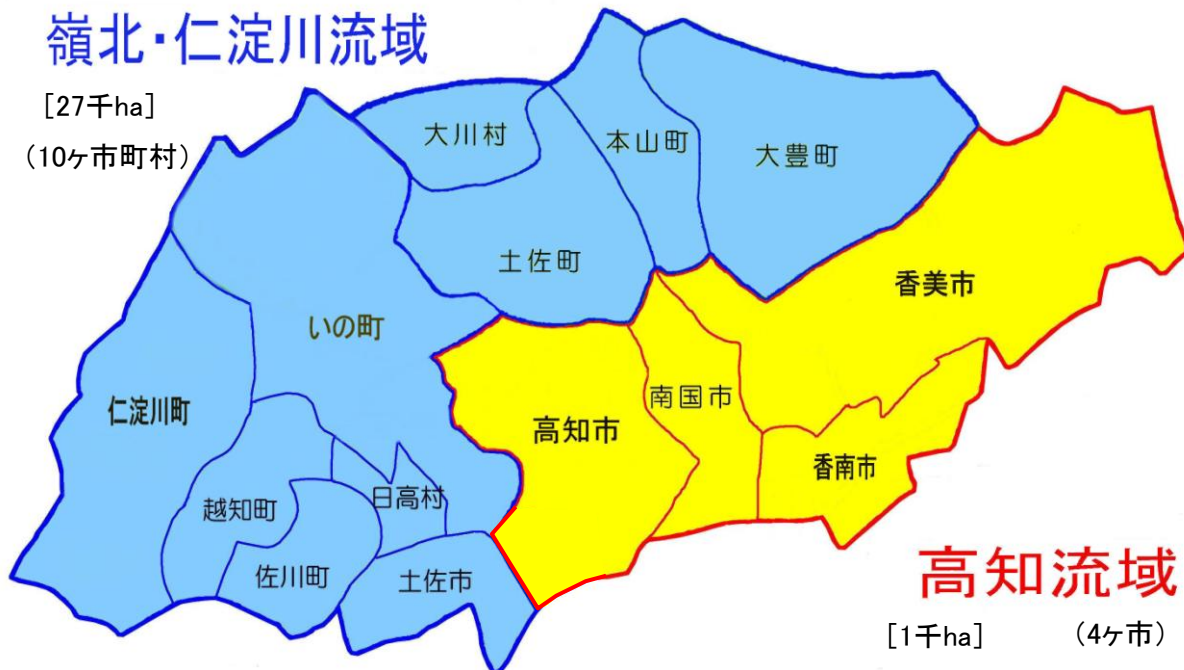 嶺北・仁淀川流域
[27千ha]
(10ヶ市町村)
大川村
本山町
大豊町
土佐町
香美市
いの町
南国市
仁淀川町
高知市
香南市
日高村
越知町
佐川町
土佐市
高知流域
[1千ha] (4ヶ市)